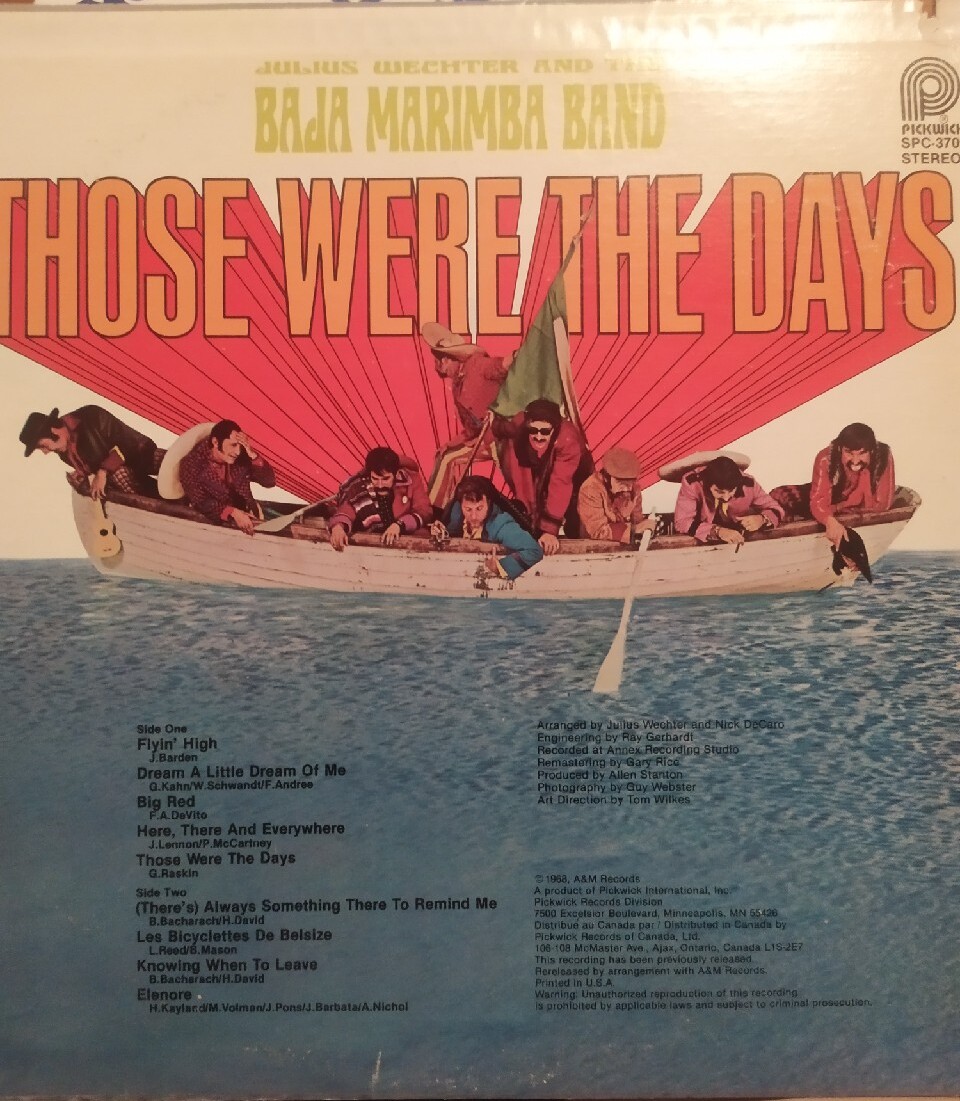 JULIUS WECHTER AND THE
BAJA MARIMBA BAND
PICKWICK
SPC-370
STEREO
THOSE WERE THE DAYS
Side One
Flyin' High
J.Barden
Dream A Little Dream Of Me
G.Kahn/W.Schwandt/F.Andree
Big Red
F.A.DeVito
Here, There And Everywhere
J.Lennon/P.McCartney
Those Were The Days
G.Raskin
Side Two
(There's) Always Something There To Remind Me
B.Bacharach/H.David
Les Bicyclettes De Belsize
L.Reed/B.Mason
Knowing When To Leave
B.Bacharach/H.David
Elenore
H.Kayland/M.Volman/J.Pons/J.Barbata/A.Nichol
Arranged by Julius Wechter and Nick DeCaro
Engineering by Ray Gerhardt
Recorded at Annex Recording Studio
Remastering by Gary Rice
Produced by Allen Stanton
Photography by Guy Webster
Art Direction by Tom Wilkes
©1968, A&M Records
A product of Pickwick International, Inc.
Pickwick Records Division
7500 Excelsior Boulevard, Minneapolis, MN 55426
Distribué au Canada par / Distributed in Canada by
Pickwick Records of Canada, Ltd.
106-108 McMaster Ave., Ajax, Ontario, Canada L1S-2E7
This recording has been previously released.
Rereleased by arrangement with A&M Records.
Printed in U.S.A.
Warning: Unauthorized reproduction of this recording
is prohibited by applicable laws and subject to criminal prosecution.